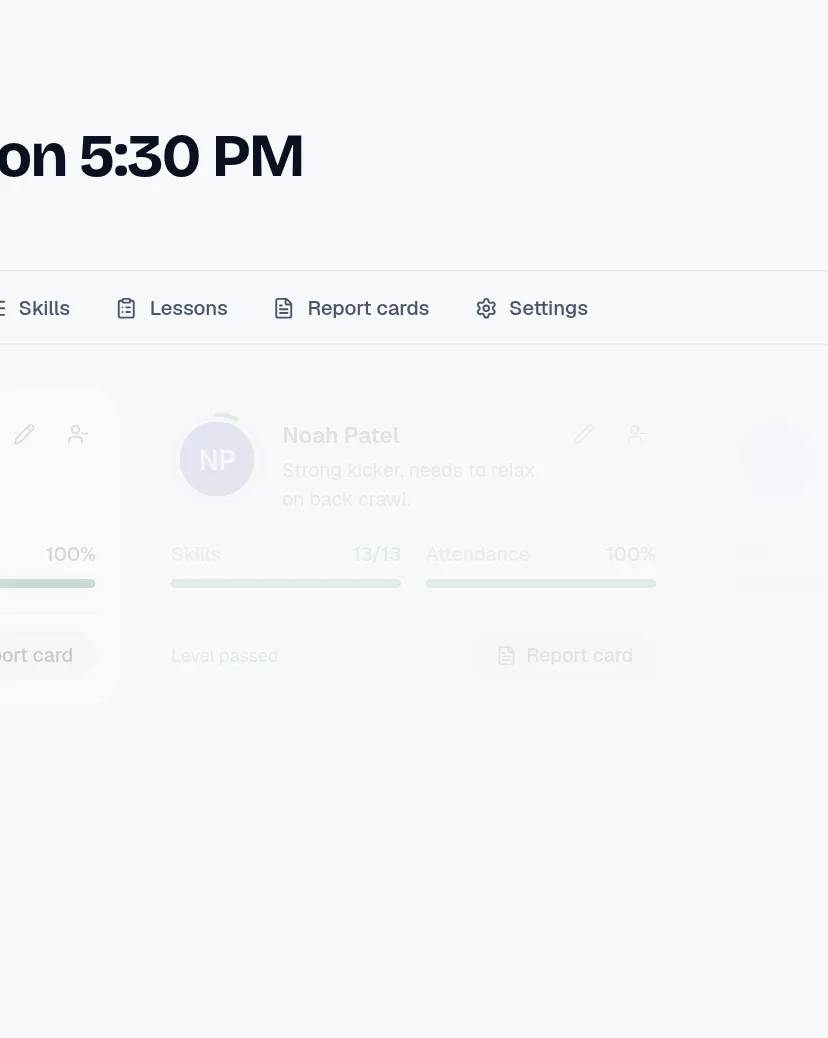 on 5:30 PM
Skills
Lessons
Report cards
Settings
100%
ort card
NP
Noah Patel
Strong kicker, needs to relax
on back crawl.
Skills 13/13
Attendance 100%
Level passed
Report card